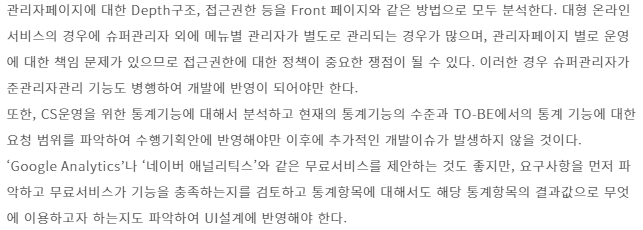 관리자페이지에 대한 Depth구조, 접근권한 등을 Front 페이지와 같은 방법으로 모두 분석한다. 대형 온라인
서비스의 경우에 슈퍼관리자 외에 메뉴별 관리자가 별도로 관리되는 경우가 많으며, 관리자페이지 별로 운영
에 대한 책임 문제가 있으므로 접근권한에 대한 정책이 중요한 쟁점이 될 수 있다. 이러한 경우 슈퍼관리자가
준관리자관리 기능도 병행하여 개발에 반영이 되어야만 한다.
또한, CS운영을 위한 통계기능에 대해서 분석하고 현재의 통계기능의 수준과 TO-BE에서의 통계 기능에 대한
요청 범위를 파악하여 수행기획안에 반영해야만 이후에 추가적인 개발이슈가 발생하지 않을 것이다.
‘Google Analytics’나 ‘네이버 애널리틱스’와 같은 무료서비스를 제안하는 것도 좋지만, 요구사항을 먼저 파
악하고 무료서비스가 기능을 충족하는지를 검토하고 통계항목에 대해서도 해당 통계항목의 결과값으로 무엇
에 이용하고자 하는지도 파악하여 UI설계에 반영해야 한다.